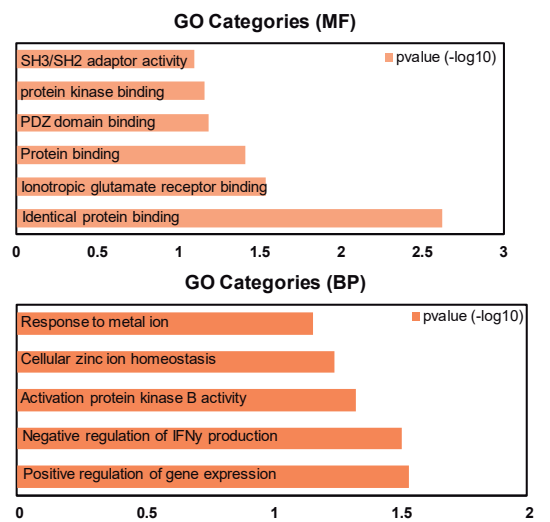 GO Categories (MF)
pvalue (-log10)
SH3/SH2 adaptor activity
protein kinase binding
PDZ domain binding
Protein binding
Ionotropic glutamate receptor binding
Identical protein binding
0 0.5 1 1.5 2 2.5 3
GO Categories (BP)
pvalue (-log10)
Response to metal ion
Cellular zinc ion homeostasis
Activation protein kinase B activity
Negative regulation of IFNy production
Positive regulation of gene expression
0 0.5 1 1.5 2